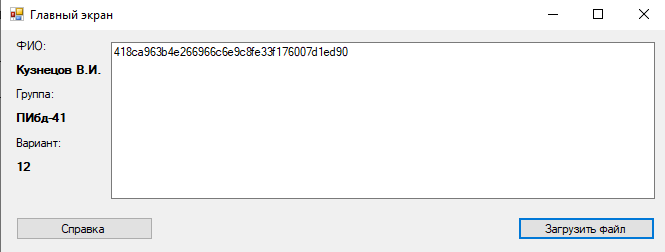 Главный экран
ФИО:
Кузнецов В.И.
Группа:
ПИбд-41
Вариант:
12
418ca963b4e266966c6e9c8fe33f176007d1ed90
Справка
Загрузить файл